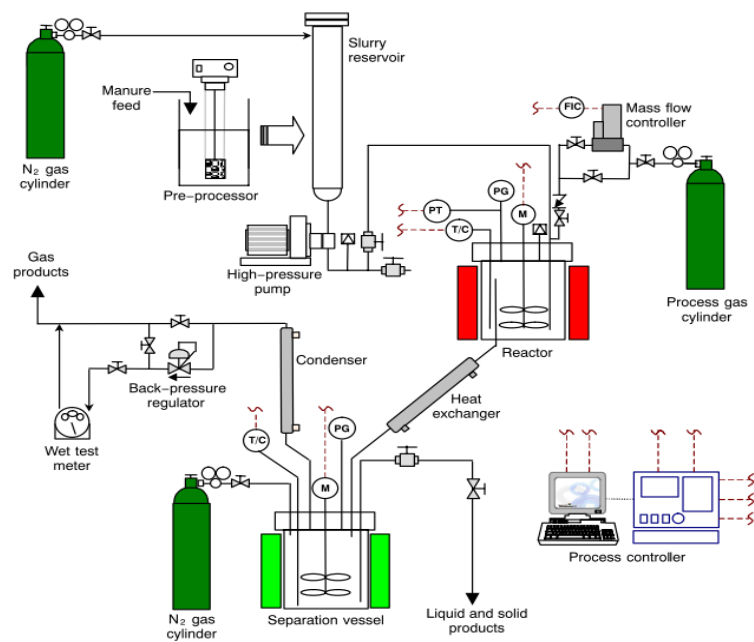 Slurry
reservoir
Manure
feed
N2 gas
cylinder
Pre-processor
FIC
Mass flow
controller
PG
PT
M
T/C
High-pressure
pump
Gas
products
Process gas
cylinder
Reactor
Condenser
Back-pressure
regulator
Heat
exchanger
Wet test
meter
T/C
PG
M
N2 gas
cylinder
Separation vessel
Liquid and solid
products
Process controller